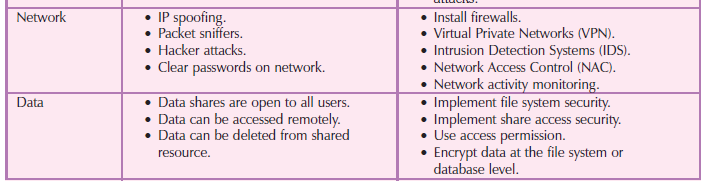 attacks.
Network
• IP spoofing.
• Packet sniffers.
• Hacker attacks.
• Clear passwords on network.
• Install firewalls.
• Virtual Private Networks (VPN).
• Intrusion Detection Systems (IDS).
• Network Access Control (NAC).
• Network activity monitoring.
Data
• Data shares are open to all users.
• Data can be accessed remotely.
• Data can be deleted from shared
resource.
• Implement file system security.
• Implement share access security.
• Use access permission.
• Encrypt data at the file system or
database level.